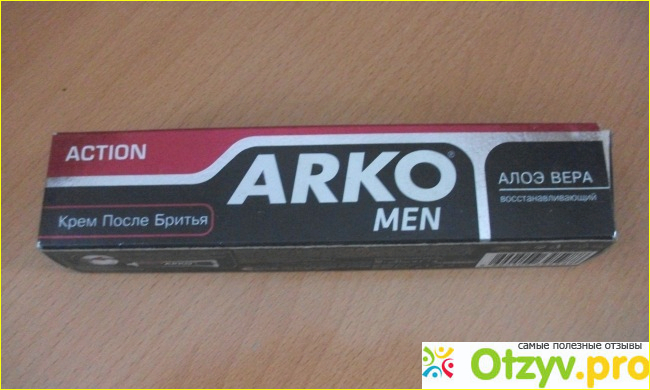 ACTION
ARKO®
MEN
Крем После Бритья
АЛОЭ ВЕРА
восстанавливающий
самые полезные отзывы
Otzyv.pro